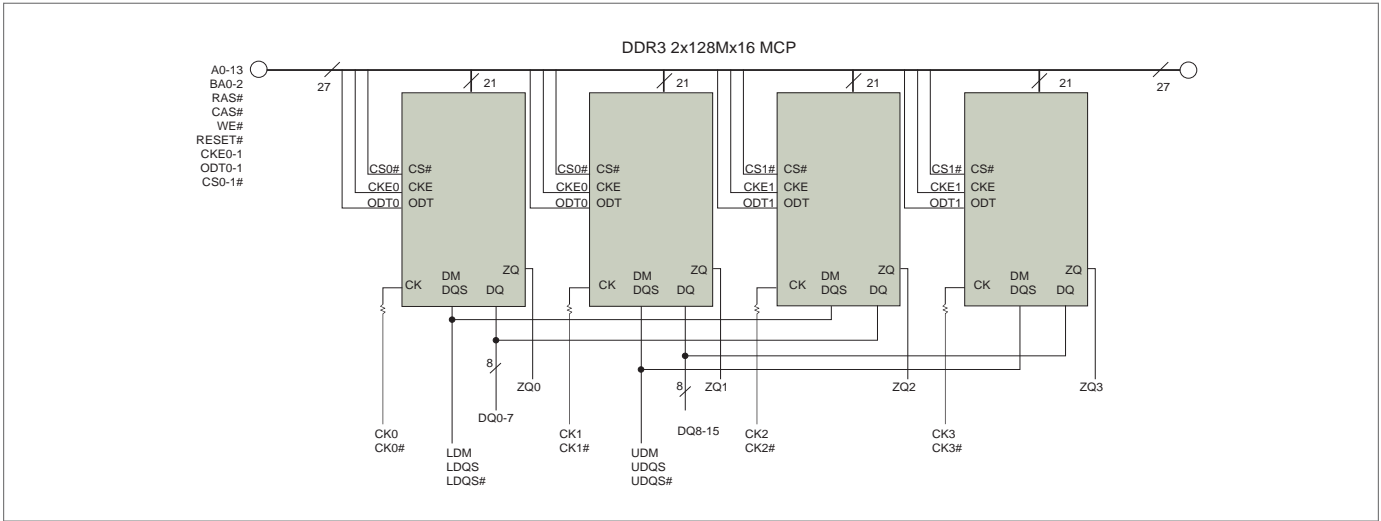 DDR3 2x128Mx16 MCP
A0-13
BA0-2
RAS#
CAS#
WE#
RESET#
CKE0-1
ODT0-1
CS0-1#
27
21
21
21
21
27
CS0# CS#
CKE0 CKE
ODT0 ODT
CS0# CS#
CKE0 CKE
ODT0 ODT
CS1# CS#
CKE1 CKE
ODT1 ODT
CS1# CS#
CKE1 CKE
ODT1 ODT
CK
DM
DQS
DQ
ZQ
CK
DM
DQS
DQ
ZQ
CK
DM
DQS
DQ
ZQ
CK
DM
DQS
DQ
ZQ
8
8
ZQ0
ZQ1
ZQ2
ZQ3
DQ0-7
DQ8-15
CK0
CK0#
LDM
LDQS
LDQS#
CK1
CK1#
UDM
UDQS
UDQS#
CK2
CK2#
CK3
CK3#